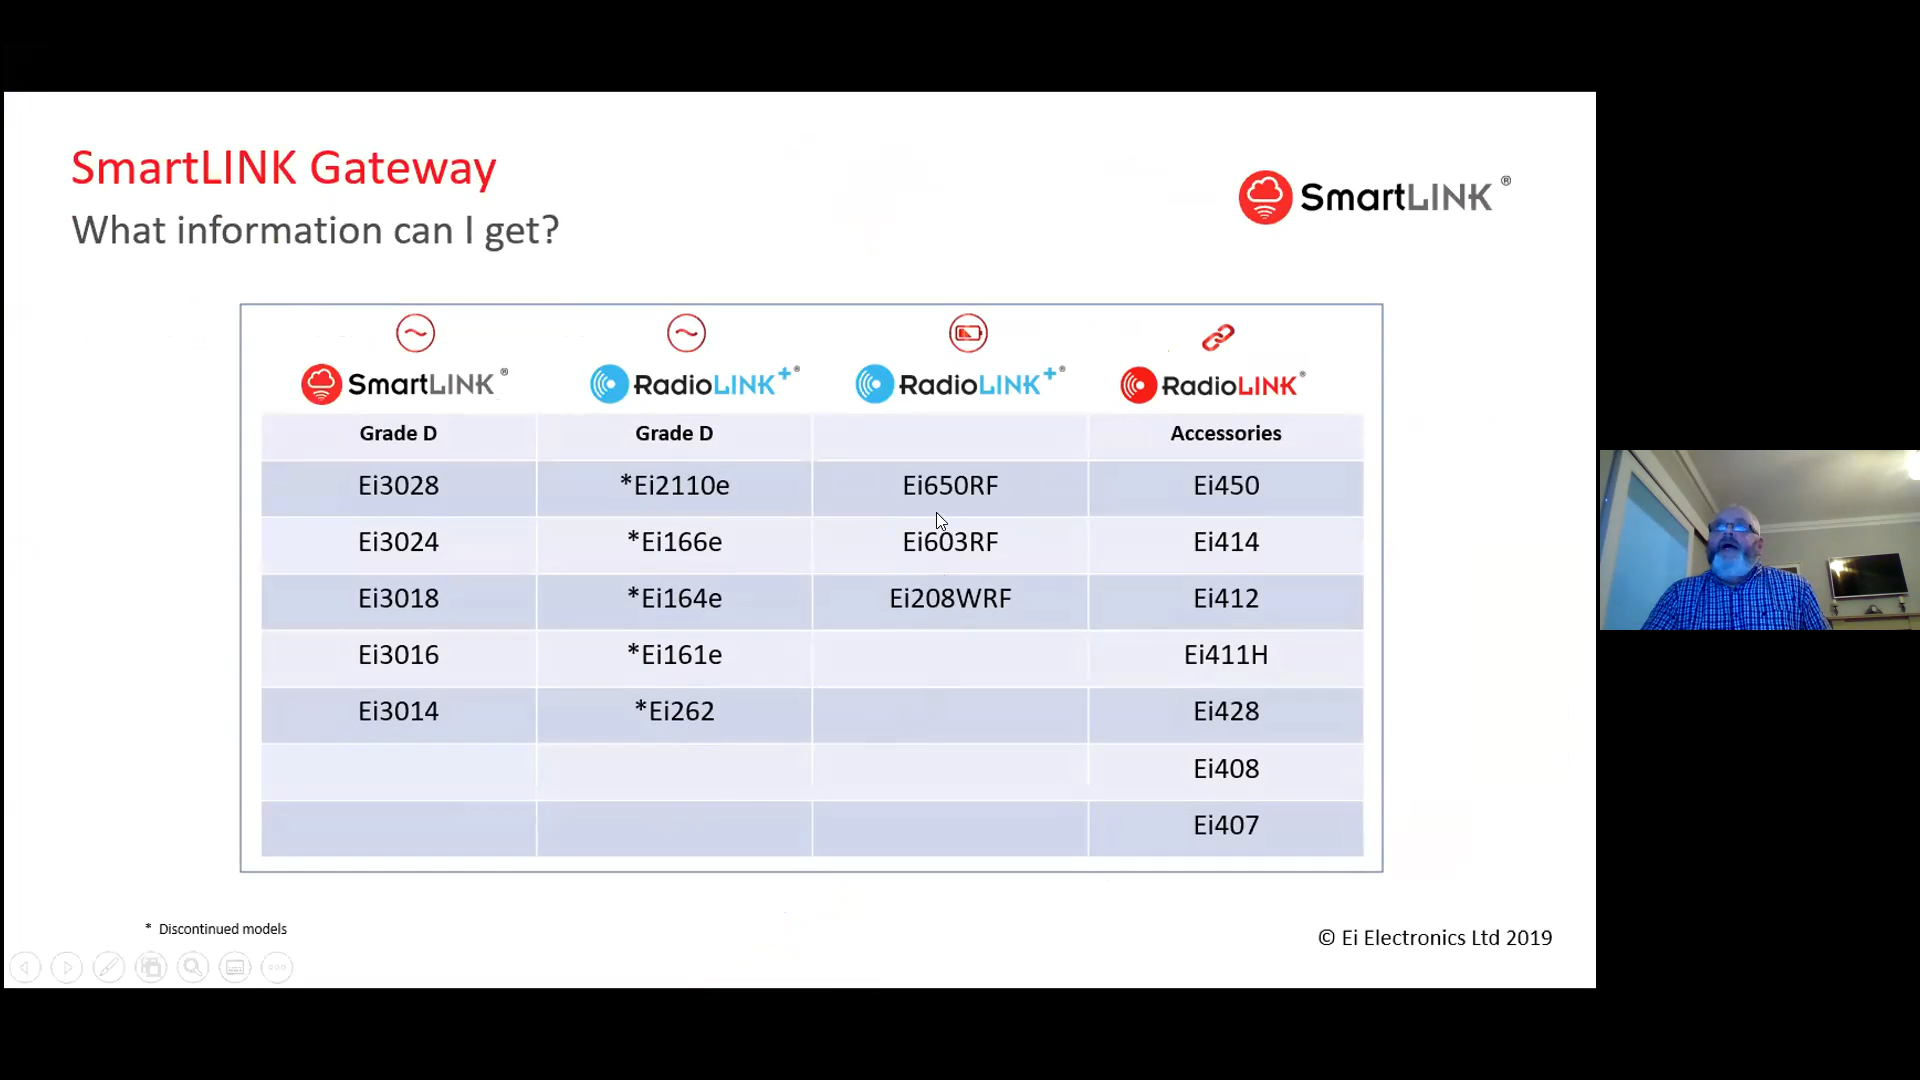 SmartLINK Gateway
What information can I get?
SmartLINK ®
SmartLINK® RadioLINK+® RadioLINK+® RadioLINK®
Grade D Grade D Accessories
Ei3028 *Ei2110e Ei650RF Ei450
Ei3024 *Ei166e Ei603RF Ei414
Ei3018 *Ei164e Ei208WRF Ei412
Ei3016 *Ei161e Ei411H
Ei3014 *Ei262 Ei428
Ei408
Ei407
* Discontinued models
© Ei Electronics Ltd 2019